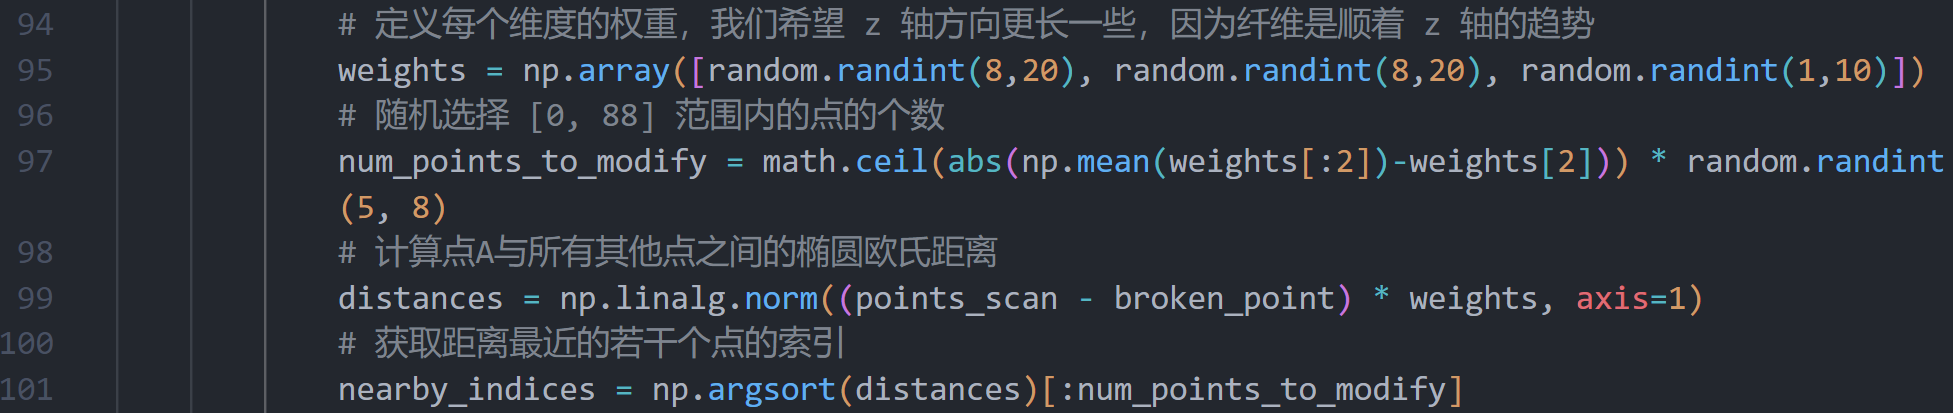 94 # 定义每个维度的权重，我们希望 z 轴方向更长一些，因为纤维是顺着 z 轴的趋势
95 weights = np.array([random.randint(8,20), random.randint(8,20), random.randint(1,10)])
96 # 随机选择 [0, 88] 范围内的点的个数
97 num_points_to_modify = math.ceil(abs(np.mean(weights[:2])-weights[2])) * random.randint
(5, 8)
98 # 计算点A与所有其他点之间的椭圆欧氏距离
99 distances = np.linalg.norm((points_scan - broken_point) * weights, axis=1)
100 # 获取距离最近的若干个点的索引
101 nearby_indices = np.argsort(distances)[:num_points_to_modify]